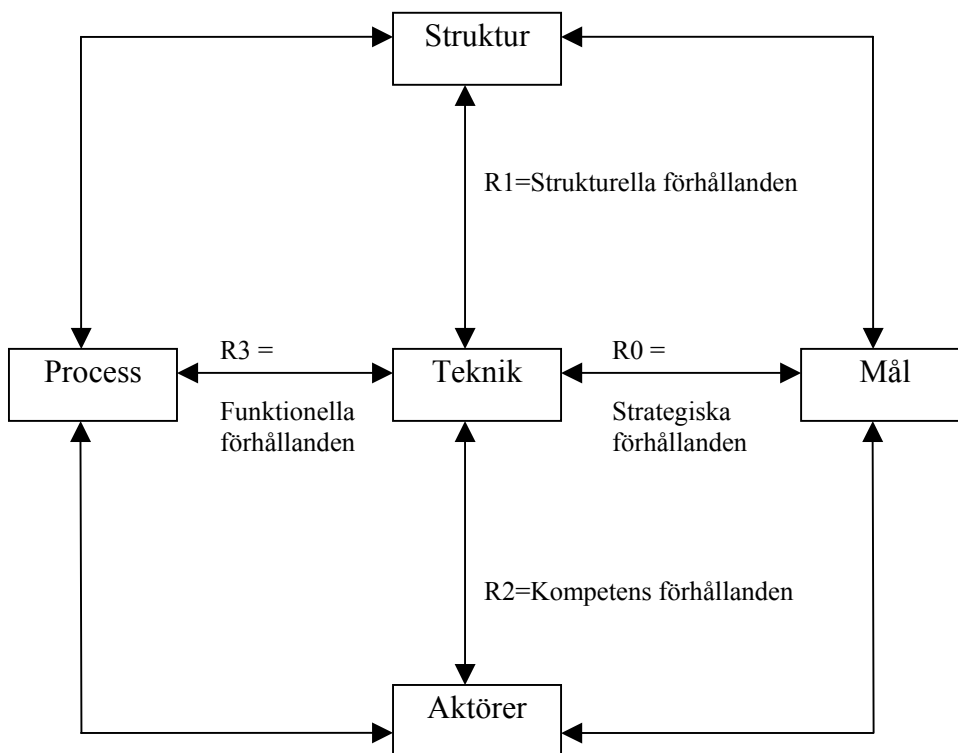 Struktur
R1=Strukturella förhållanden
R3 =
R0 =
Process
Teknik
Mål
Funktionella
förhållanden
Strategiska
förhållanden
R2=Kompetens förhållanden
Aktörer